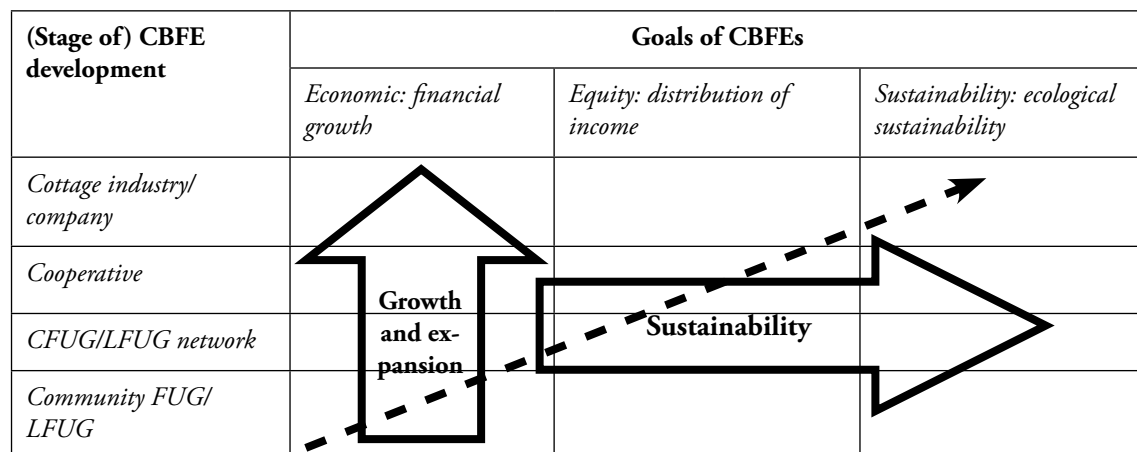 (Stage of) CBFE
development
Goals of CBFEs
Economic: financial
growth
Equity: distribution of
income
Sustainability: ecological
sustainability
Cottage industry/
company
Cooperative
CFUG/LFUG network
Community FUG/
LFUG
Growth
and ex-
pansion
Sustainability